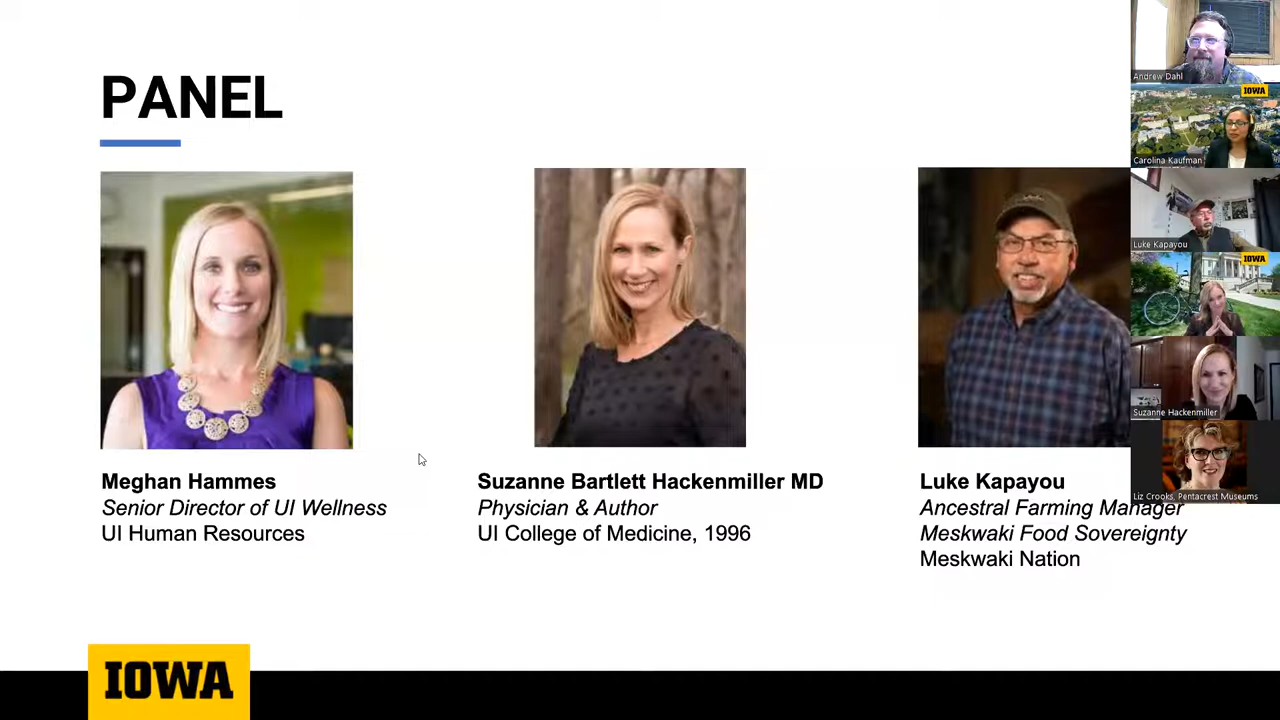 PANEL
Meghan Hammes
Senior Director of UI Wellness
UI Human Resources
Suzanne Bartlett Hackenmiller MD
Physician & Author
UI College of Medicine, 1996
Luke Kapayou
Ancestral Farming Manager
Meskwaki Food Sovereignty
Meskwaki Nation
IOWA
Andrew Dahl
IOWA
Carolina Kaufman
Luke Kapayou
IOWA
Suzanne Hackenmiller
Liz Crooks, Pentacrest Museums